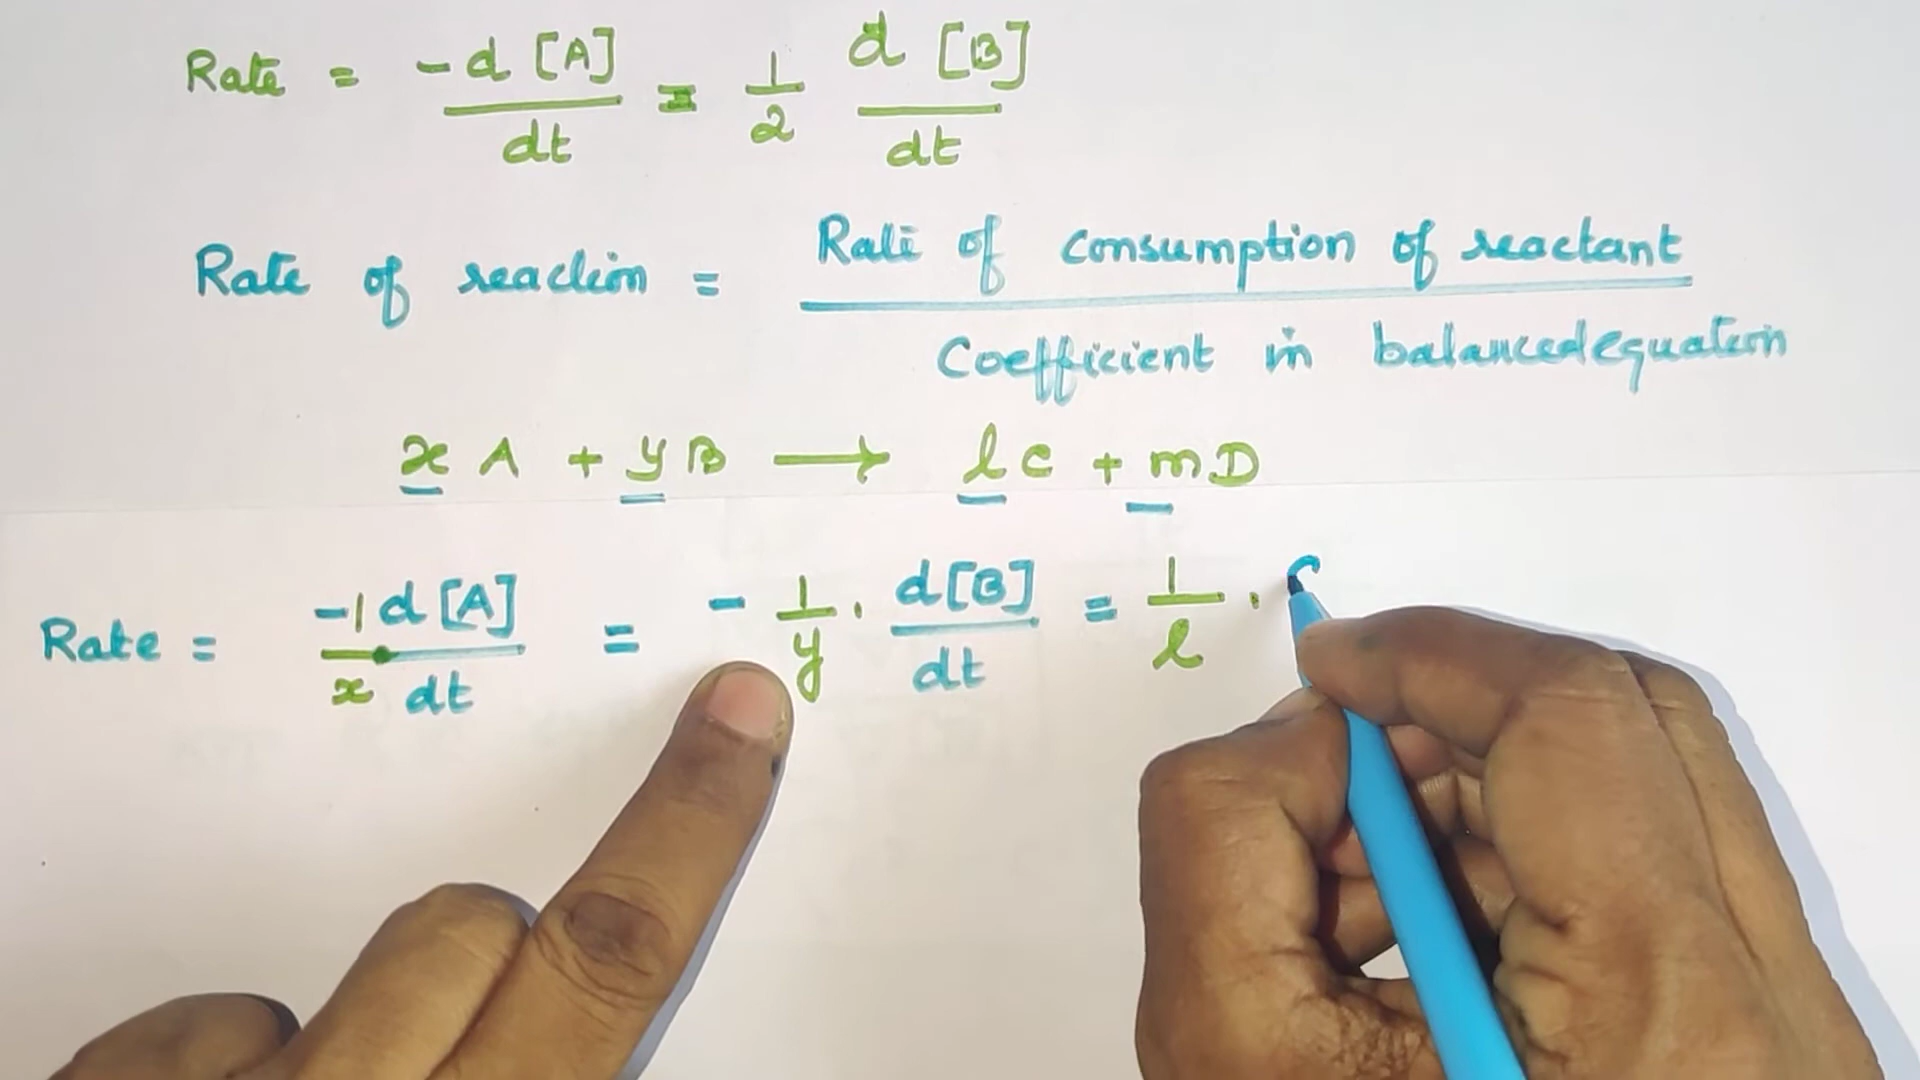 Rate = -d [A] / dt = 1/2 d [B] / dt
Rate of reaction = Rate of consumption of reactant / Coefficient in balancedequation
x A + y B → l C + m D
Rate = -1 d [A] / x dt = - 1/y . d[B] / dt = 1/l .